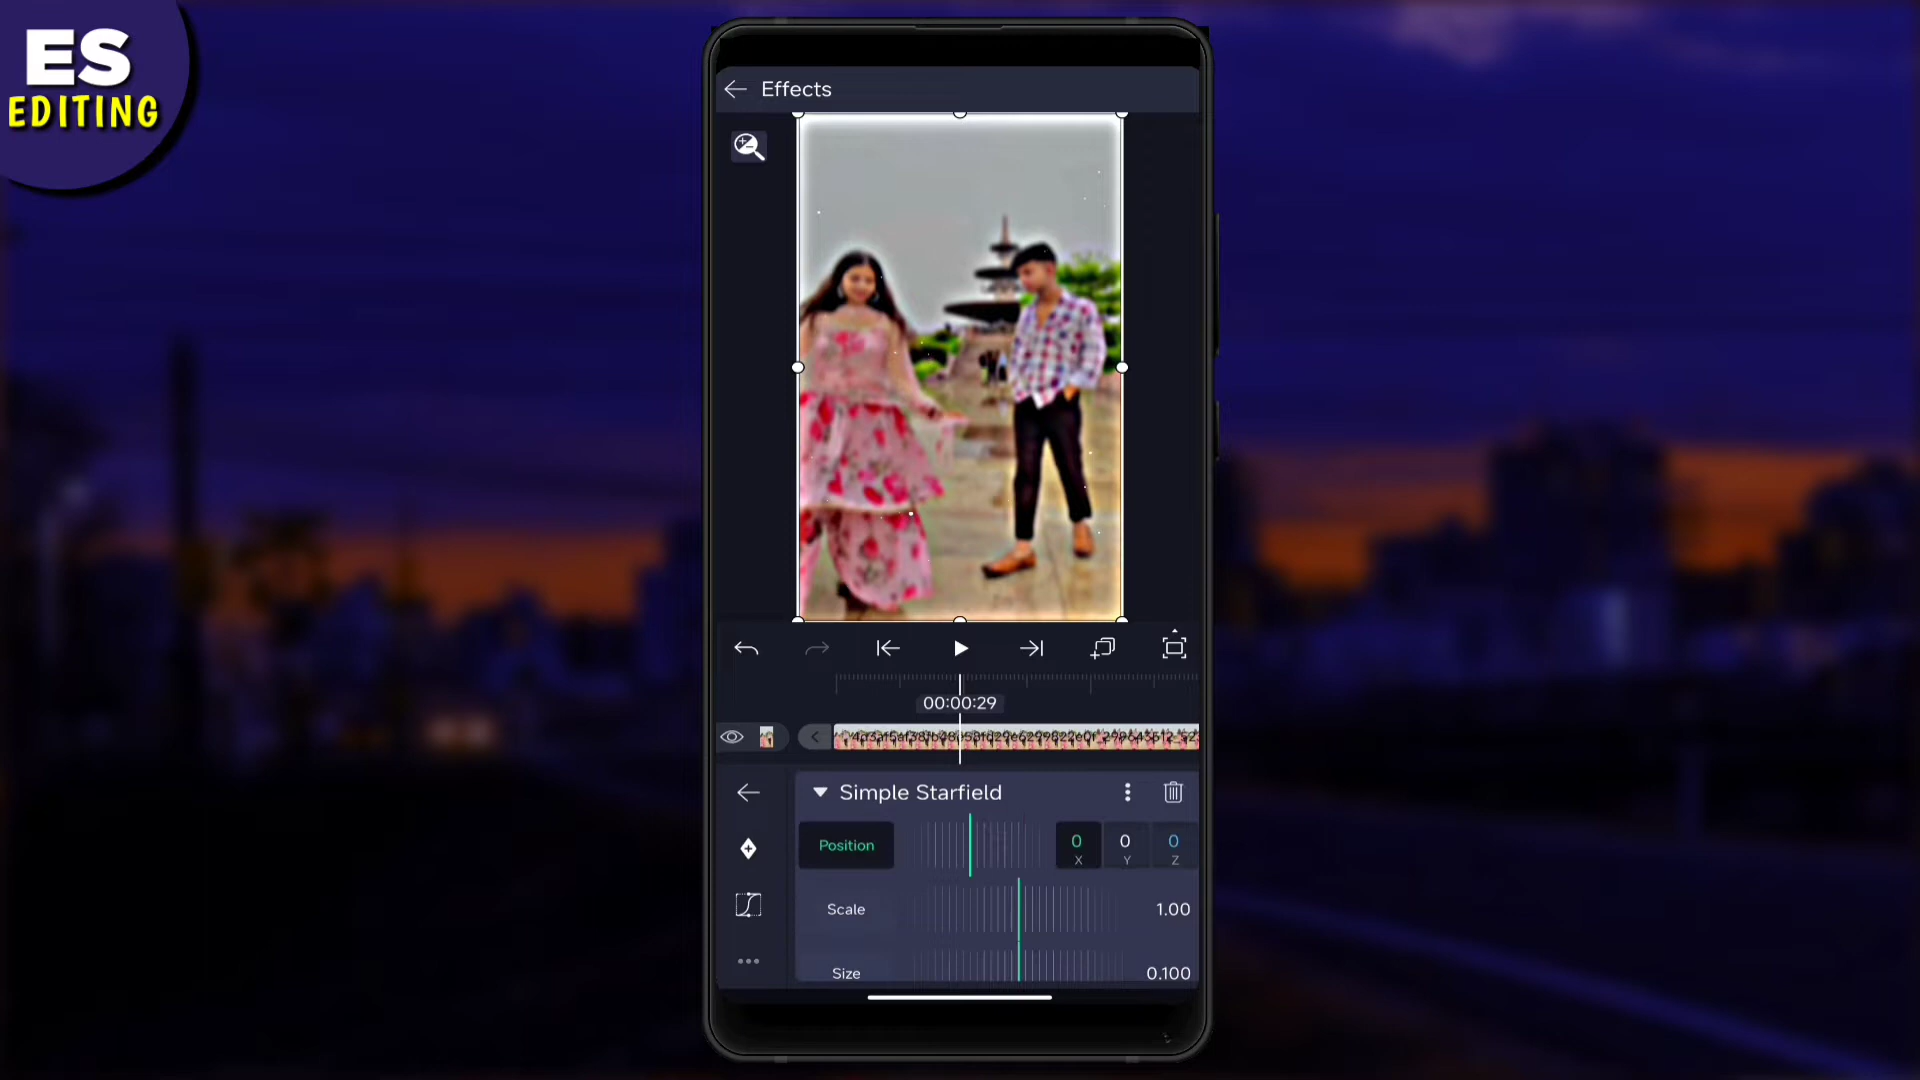 ES
EDITING
Effects
00:00:29
Simple Starfield
Position
0 0 0
X Y Z
Scale 1.00
Size 0.100